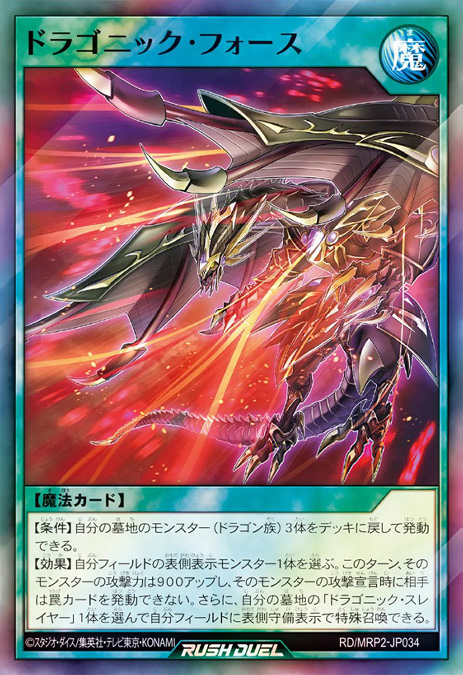 ドラゴニック・フォース
魔
ま
【魔法カード】
【条件】自分の墓地のモンスター(ドラゴン族)3体をデッキに戻して発動
できる。
【効果】自分フィールドの表側表示モンスター1体を選ぶ。このターン、その
モンスターの攻撃力は900アップし、そのモンスターの攻撃宣言時に相手
は罠カードを発動できない。さらに、自分の墓地の「ドラゴニック・スレ
イヤー」1体を選んで自分フィールドに表側守備表示で特殊召喚できる。
©スタジオ・ダイス/集英社・テレビ東京・KONAMI
RUSH DUEL
RD/MRP2-JP034